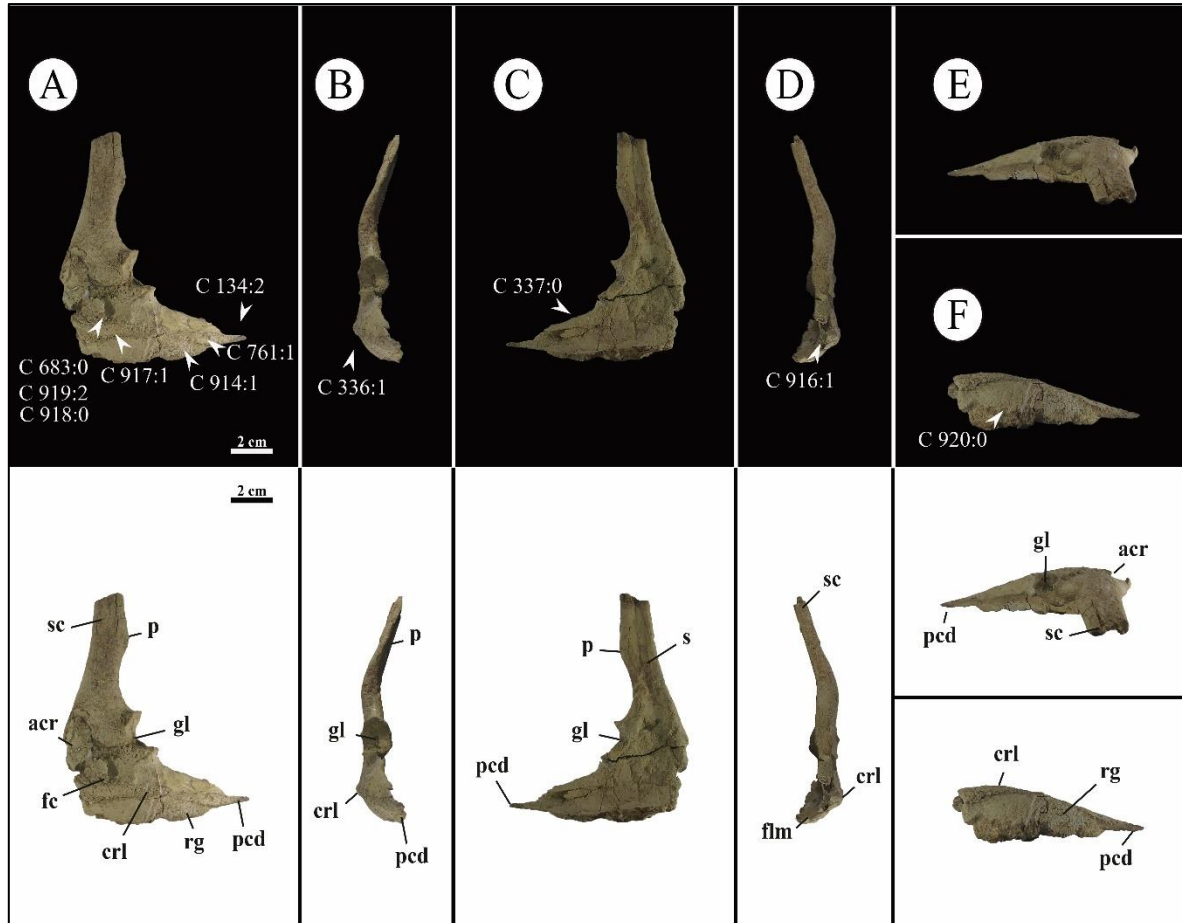 A
B
C
D
E
F
C 134:2
C 683:0
C 919:2
C 918:0
C 917:1
C 914:1
C 761:1
C 336:1
C 337:0
C 916:1
C 920:0
2 cm
2 cm
sc
p
acr
gl
fc
crl
rg
pcd
p
gl
crl
pcd
p
s
gl
pcd
sc
crl
flm
gl
acr
pcd
sc
crl
rg
pcd